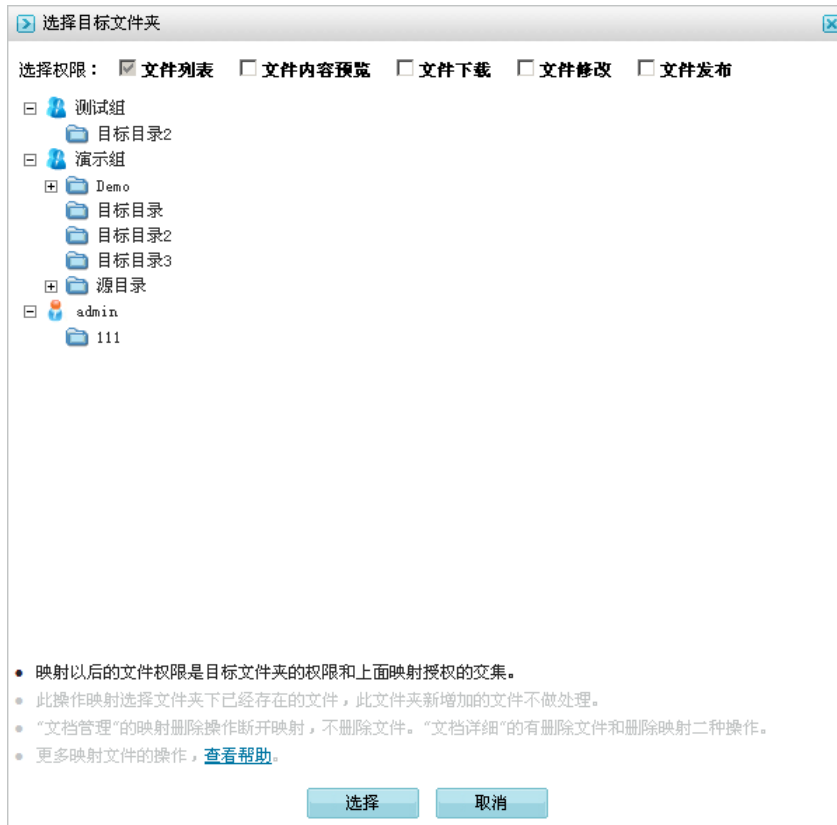 选择目标文件夹
选择权限： 文件列表 文件内容预览 文件下载 文件修改 文件发布
测试组
目标目录2
演示组
Demo
目标目录
目标目录2
目标目录3
源目录
admin
111
映射以后的文件权限是目标文件夹的权限和上面映射授权的交集。
此操作映射选择文件夹下已经存在的文件，此文件夹新增加的文件不做处理。
“文档管理”的映射删除操作断开映射，不删除文件。“文档详细”的有删除文件和删除映射二种操作。
更多映射文件的操作，查看帮助。
选择 取消